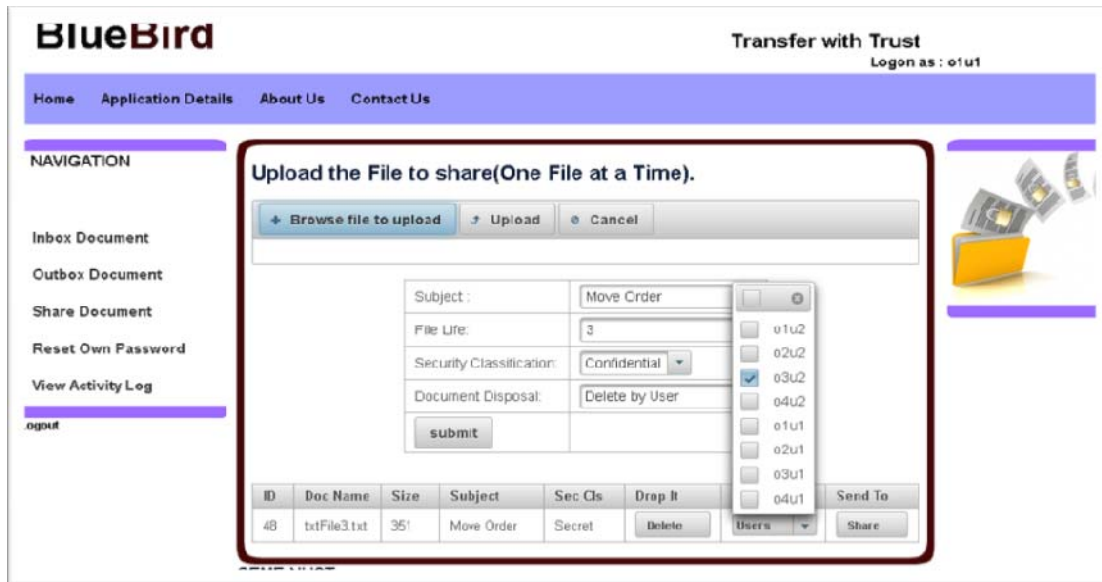 BlueBird
Transfer with Trust
Logon as : o1u1
Home Application Details About Us Contact Us
NAVIGATION
Inbox Document
Outbox Document
Share Document
Reset Own Password
View Activity Log
Logout
Upload the File to share(One File at a Time).
Browse file to upload Upload Cancel
Subject : Move Order
File Life: 3
Security Classification: Confidential
Document Disposal: Delete by User
submit
o1u2
o2u2
o3u2
o4u2
o1u1
o2u1
o3u1
o4u1
ID Doc Name Size Subject Sec Cls Drop It Send To
48 txtFile3.txt 351 Move Order Secret Delete Users Share